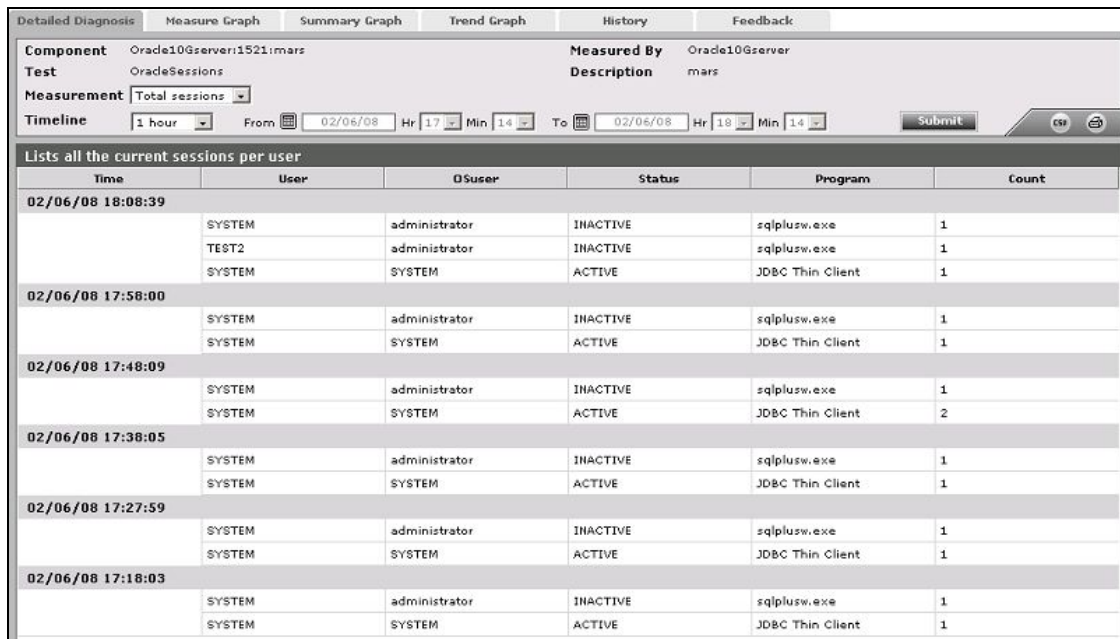 Detailed Diagnosis Measure Graph Summary Graph Trend Graph History Feedback
Component Oracle10Gserver:1521:mars Measured By Oracle10Gserver
Test OracleSessions Description mars
Measurement Total sessions
Timeline 1 hour From 02/06/08 Hr 17 Min 14 To 02/06/08 Hr 18 Min 14 Submit CSV
Lists all the current sessions per user
Time User OSuser Status Program Count
02/06/08 18:08:39
SYSTEM administrator INACTIVE sqlplusw.exe 1
TEST2 administrator INACTIVE sqlplusw.exe 1
SYSTEM SYSTEM ACTIVE JDBC Thin Client 1
02/06/08 17:58:00
SYSTEM administrator INACTIVE sqlplusw.exe 1
SYSTEM SYSTEM ACTIVE JDBC Thin Client 1
02/06/08 17:48:09
SYSTEM administrator INACTIVE sqlplusw.exe 1
SYSTEM SYSTEM ACTIVE JDBC Thin Client 2
02/06/08 17:38:05
SYSTEM administrator INACTIVE sqlplusw.exe 1
SYSTEM SYSTEM ACTIVE JDBC Thin Client 1
02/06/08 17:27:59
SYSTEM administrator INACTIVE sqlplusw.exe 1
SYSTEM SYSTEM ACTIVE JDBC Thin Client 1
02/06/08 17:18:03
SYSTEM administrator INACTIVE sqlplusw.exe 1
SYSTEM SYSTEM ACTIVE JDBC Thin Client 1